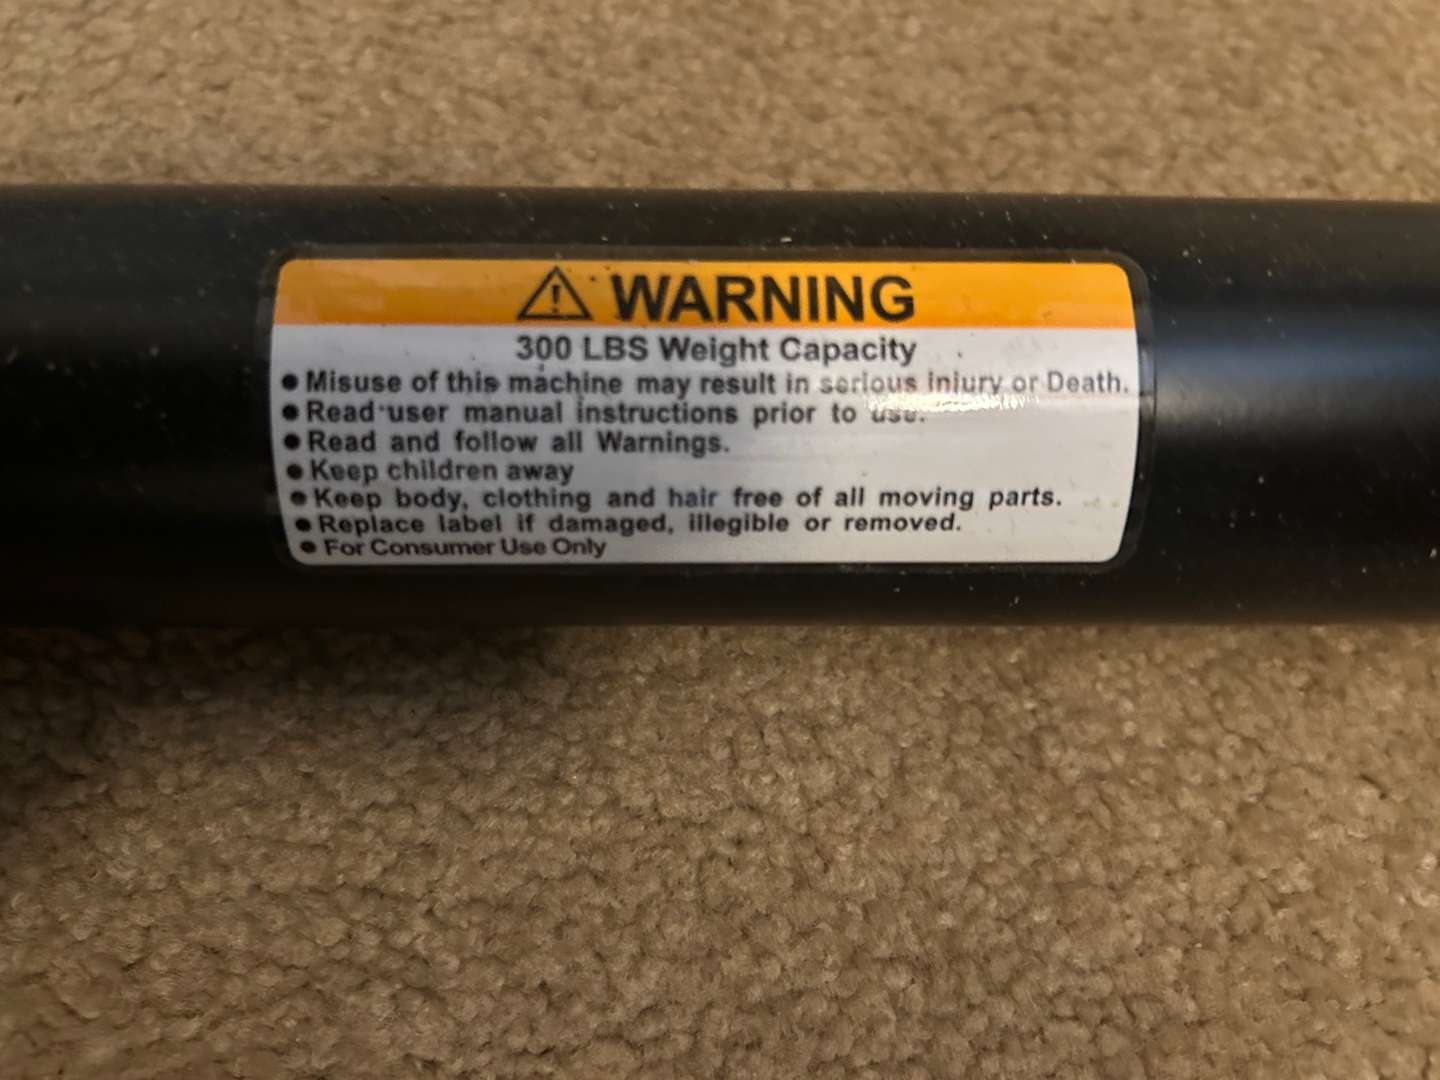 WARNING
300 LBS Weight Capacity
• Misuse of this machine may result in serious injury or Death.
• Read user manual instructions prior to use.
• Read and follow all Warnings.
• Keep children away
• Keep body, clothing and hair free of all moving parts.
• Replace label if damaged, illegible or removed.
• For Consumer Use Only